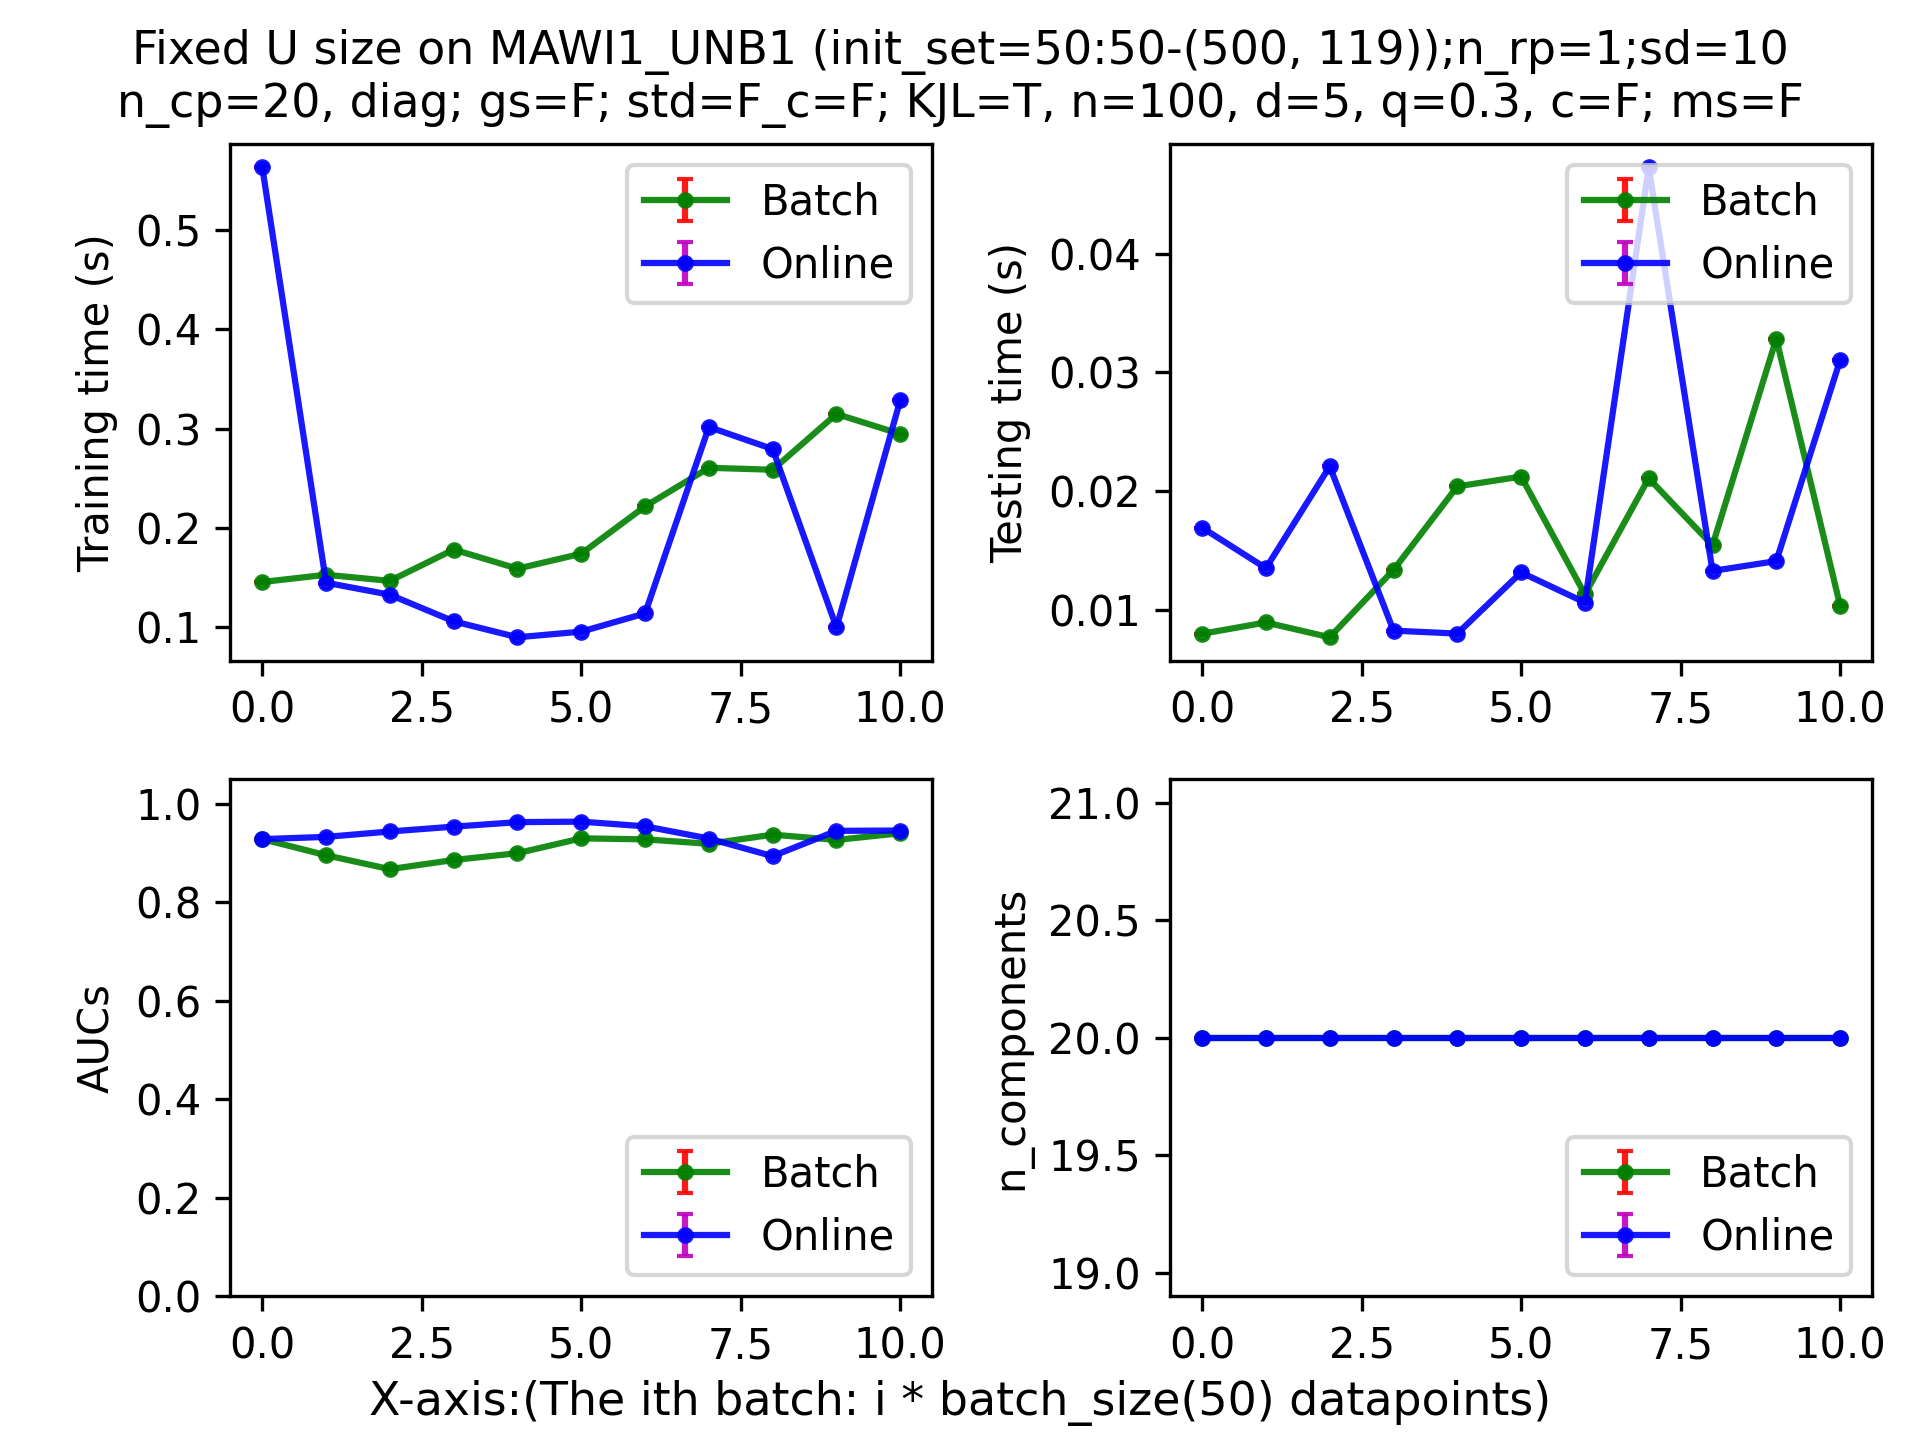 Fixed U size on MAWI1_UNB1 (init_set=50:50-(500, 119));n_rp=1;sd=10
n_cp=20, diag; gs=F; std=F_c=F; KJL=T, n=100, d=5, q=0.3, c=F; ms=F
Training time (s)
0.5
0.4
0.3
0.2
0.1
0.0 2.5 5.0 7.5 10.0
Batch
Online
Testing time (s)
0.04
0.03
0.02
0.01
0.0 2.5 5.0 7.5 10.0
Batch
Online
AUCs
1.0
0.8
0.6
0.4
0.2
0.0
0.0 2.5 5.0 7.5 10.0
Batch
Online
n_components
21.0
20.5
20.0
19.5
19.0
0.0 2.5 5.0 7.5 10.0
Batch
Online
X-axis:(The ith batch: i * batch_size(50) datapoints)